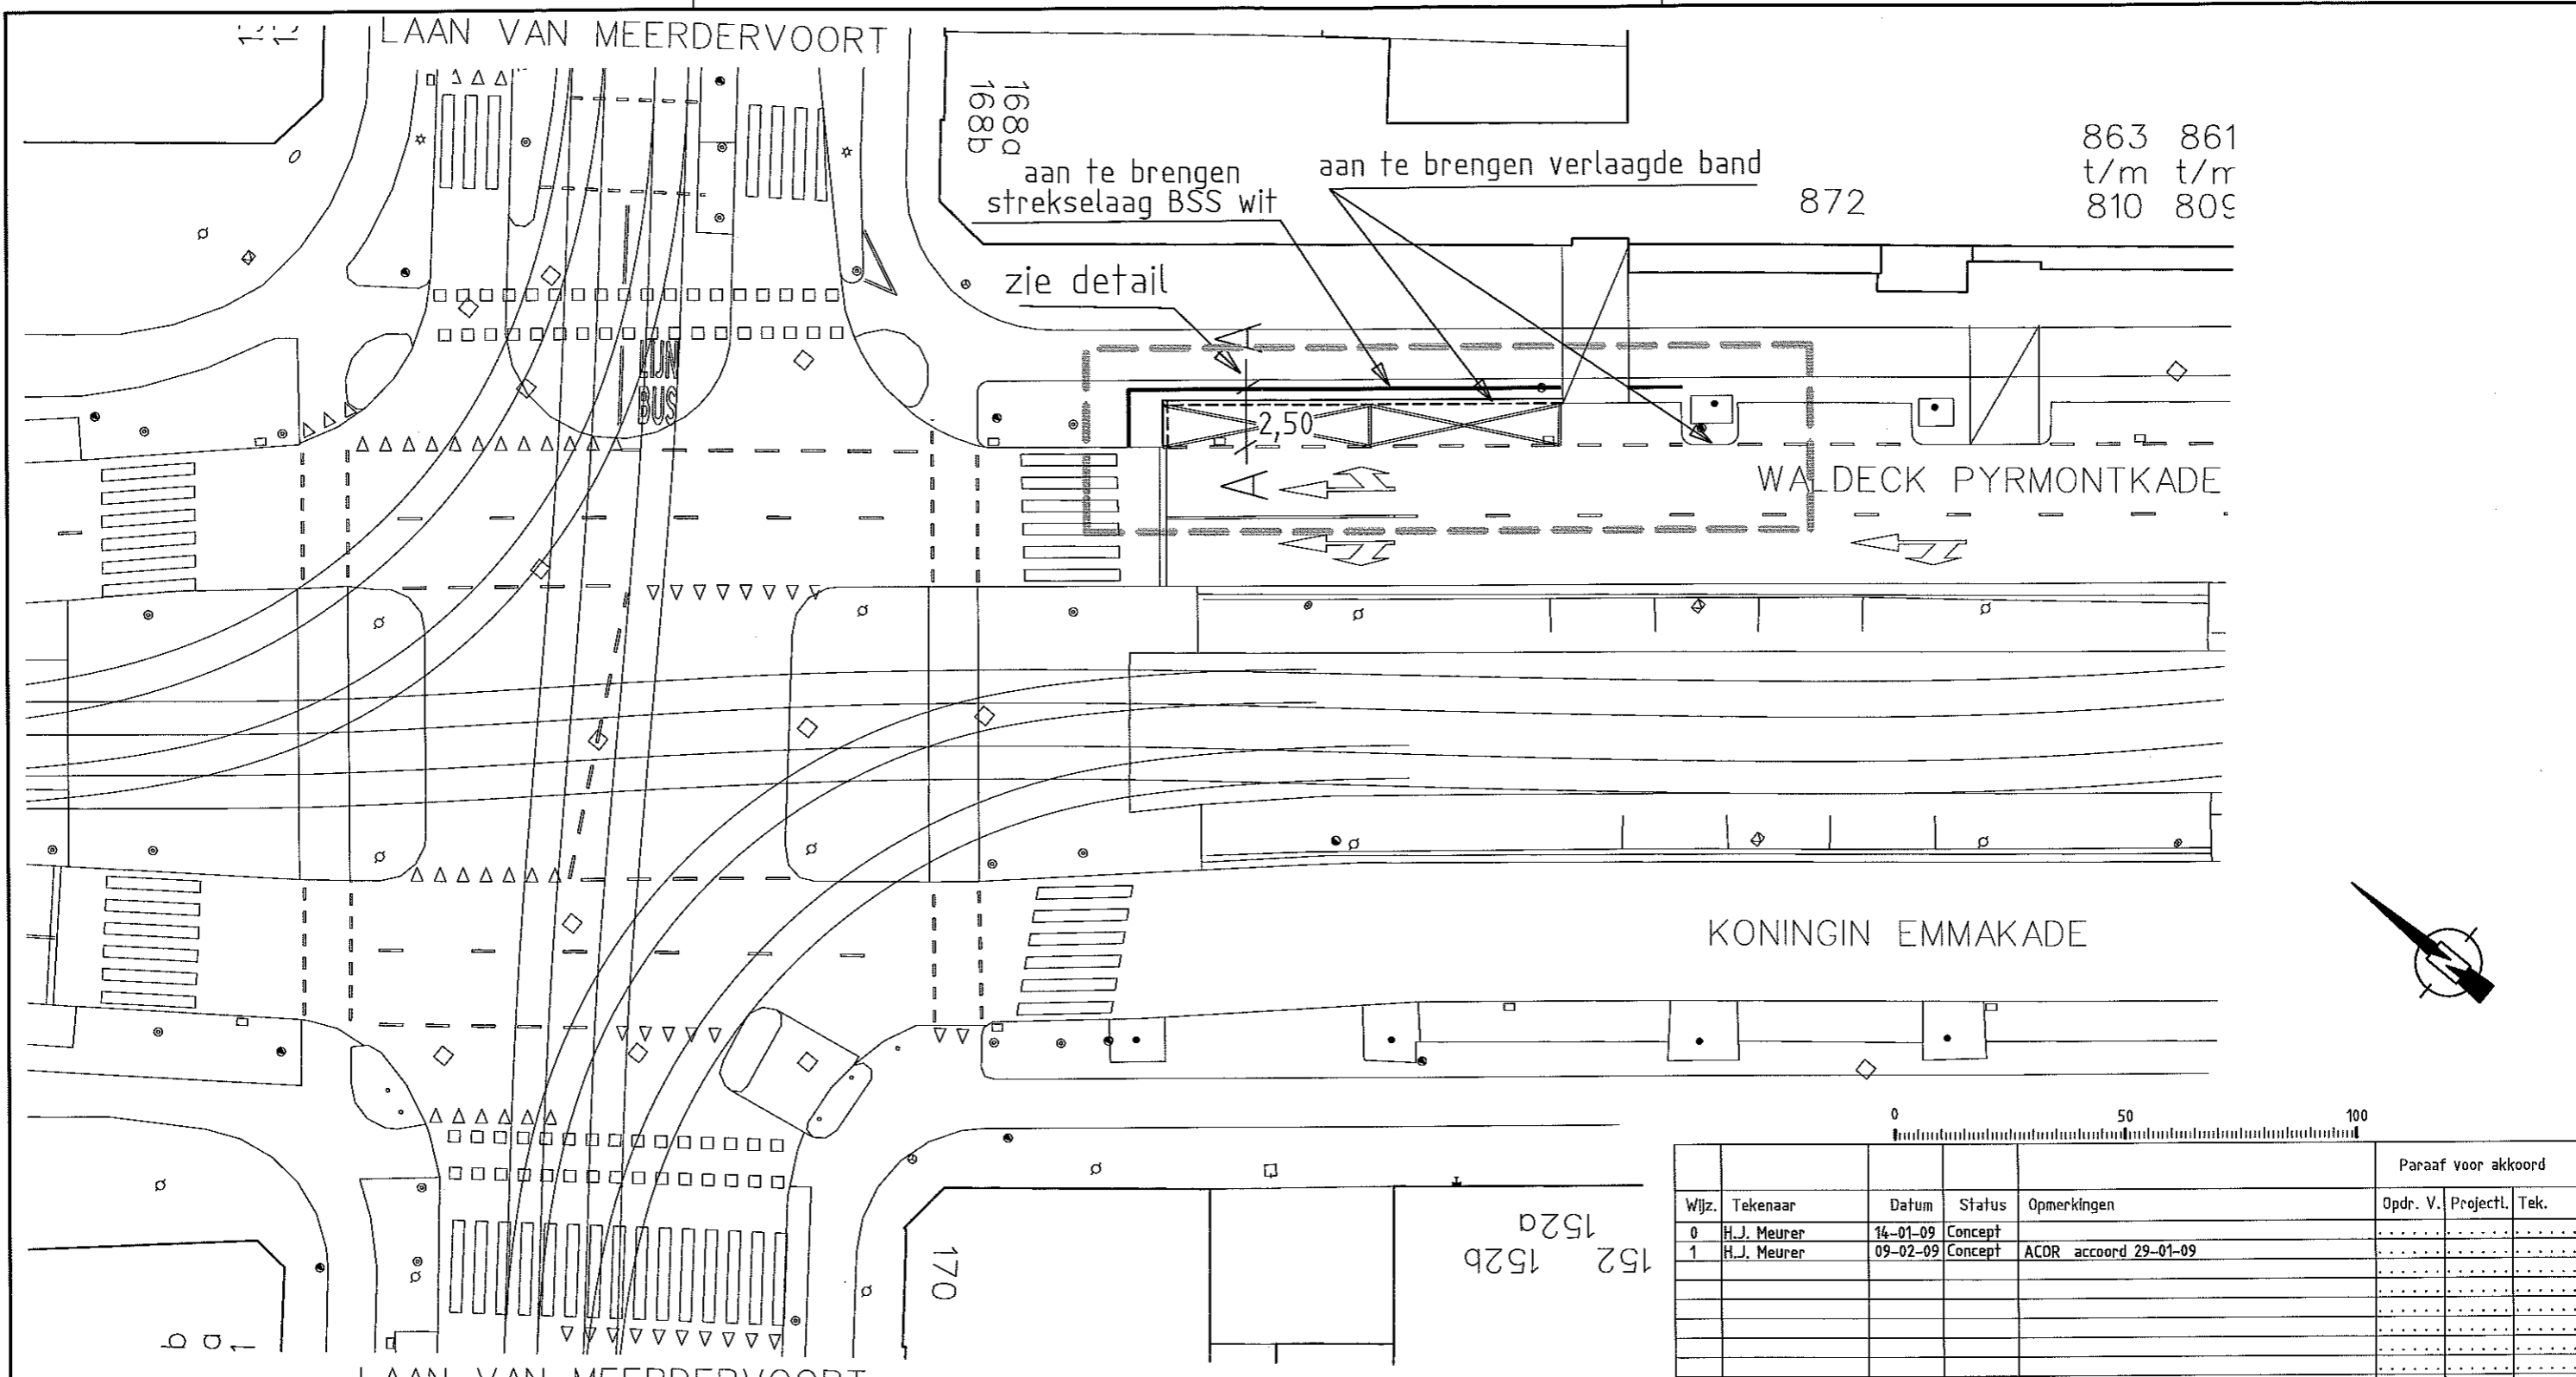 LAAN VAN MEERDERVOORT
168a
168b
aan te brengen
strekselaag BSS wit
aan te brengen verlaagde band
872
863 861
t/m
810
zie detail
LIJN
BUS
A
2,50
A
WALDECK PYRMONTKADE
KONINGIN EMMAKADE
0 50 100
Paraaf voor akkoord
Wijz. Tekenaar Datum Status Opmerkingen Opdr. V. Projectl. Tek.
0 H.J. Meurer 14-01-09 Concept
1 H.J. Meurer 09-02-09 Concept ACOR accoord 29-01-09
152a
152 152b
170
LAAN VAN MEERDERVOORT